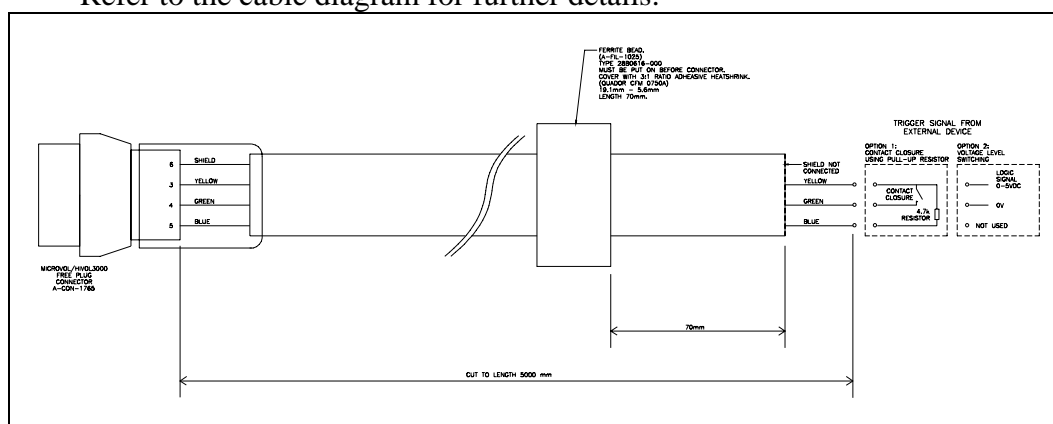 Refer to the cable diagram for further details:
FERRITE BEAD.
(A-FIL-1025)
TYPE 28B0616-000
MUST BE PUT ON BEFORE CONNECTOR.
COVER WITH 3:1 RATIO ADHEASIVE HEATSHRINK.
(QUADOR CFM 0750A)
19.1mm - 5.6mm
LENGTH 70mm.
TRIGGER SIGNAL FROM
EXTERNAL DEVICE
OPTION 1:
CONTACT CLOSURE
USING PULL-UP RESISTOR
OPTION 2:
VOLTAGE LEVEL
SWITCHING
6 SHIELD
3 YELLOW
4 GREEN
5 BLUE
SHIELD NOT
CONNECTED
YELLOW
GREEN
BLUE
CONTACT
CLOSURE
4.7k
RESISTOR
LOGIC
SIGNAL
0-5VDC
0V
NOT USED
MICROVOL/HIVOL3000
FREE PLUG
CONNECTOR
A-CON-1765
70mm
CUT TO LENGTH 5000 mm